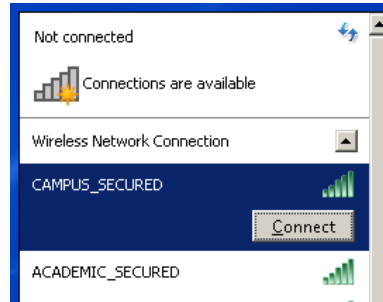 Not connected
Connections are available
Wireless Network Connection
CAMPUS_SECURED
Connect
ACADEMIC_SECURED